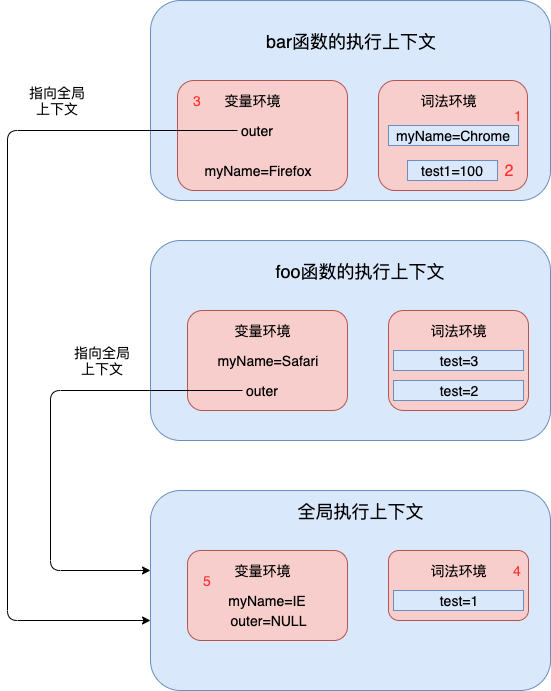 bar函数的执行上下文
指向全局
上下文
3
变量环境
outer
myName=Firefox
词法环境
1
myName=Chrome
test1=100
2
foo函数的执行上下文
指向全局
上下文
变量环境
myName=Safari
outer
词法环境
test=3
test=2
全局执行上下文
5
变量环境
myName=IE
outer=NULL
词法环境
4
test=1